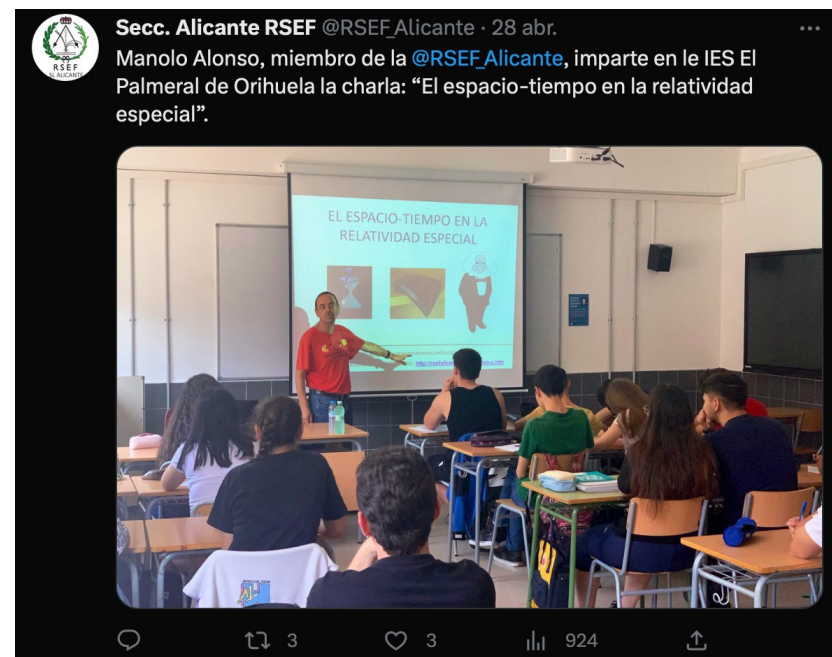 Secc. Alicante RSEF @RSEF_Alicante · 28 abr.
Manolo Alonso, miembro de la @RSEF_Alicante, imparte en le IES El
Palmeral de Orihuela la charla: “El espacio-tiempo en la relatividad
especial”.
RSEF
SL ALICANTE
EL ESPACIO-TIEMPO EN LA
RELATIVIDAD ESPECIAL
3
3
924